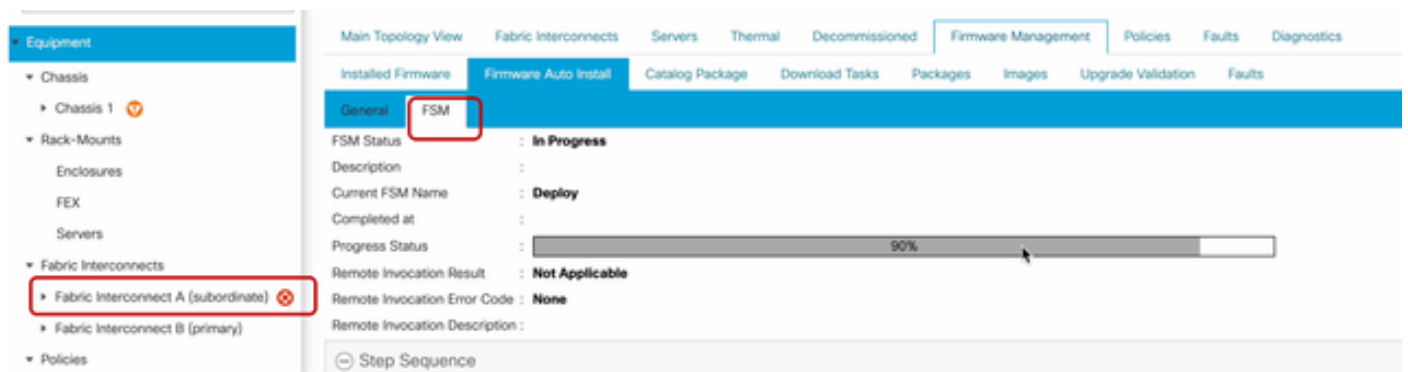 Equipment
Chassis
Chassis 1
Rack-Mounts
Enclosures
FEX
Servers
Fabric Interconnects
Fabric Interconnect A (subordinate)
Fabric Interconnect B (primary)
Policies
Main Topology View Fabric Interconnects Servers Thermal Decommissioned Firmware Management Policies Faults Diagnostics
Installed Firmware Firmware Auto Install Catalog Package Download Tasks Packages Images Upgrade Validation Faults
General FSM
FSM Status : In Progress
Description :
Current FSM Name : Deploy
Completed at :
Progress Status : 90%
Remote Invocation Result : Not Applicable
Remote Invocation Error Code : None
Remote Invocation Description :
Step Sequence